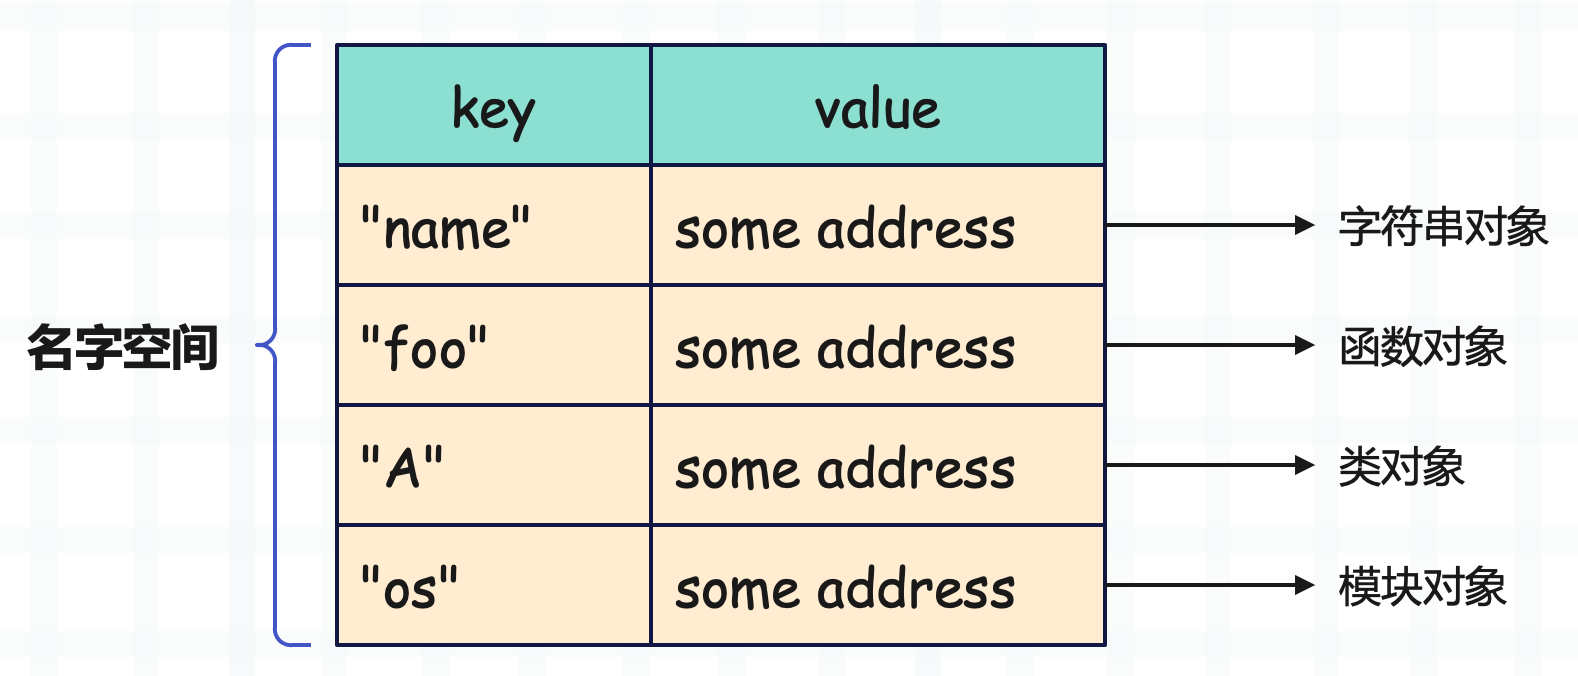 key value
"name" some address 字符串对象
名字空间
"foo" some address 函数对象
"A" some address 类对象
"os" some address 模块对象